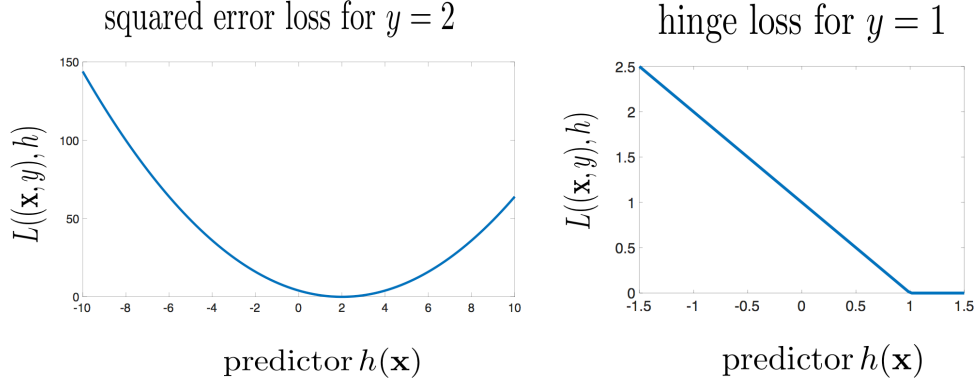 squared error loss for y = 2
L((x, y), h)
150
100
50
0
-10 -8 -6 -4 -2 0 2 4 6 8 10
predictor h(x)
hinge loss for y = 1
L((x, y), h)
2.5
2
1.5
1
0.5
0
-1.5 -1 -0.5 0 0.5 1 1.5
predictor h(x)